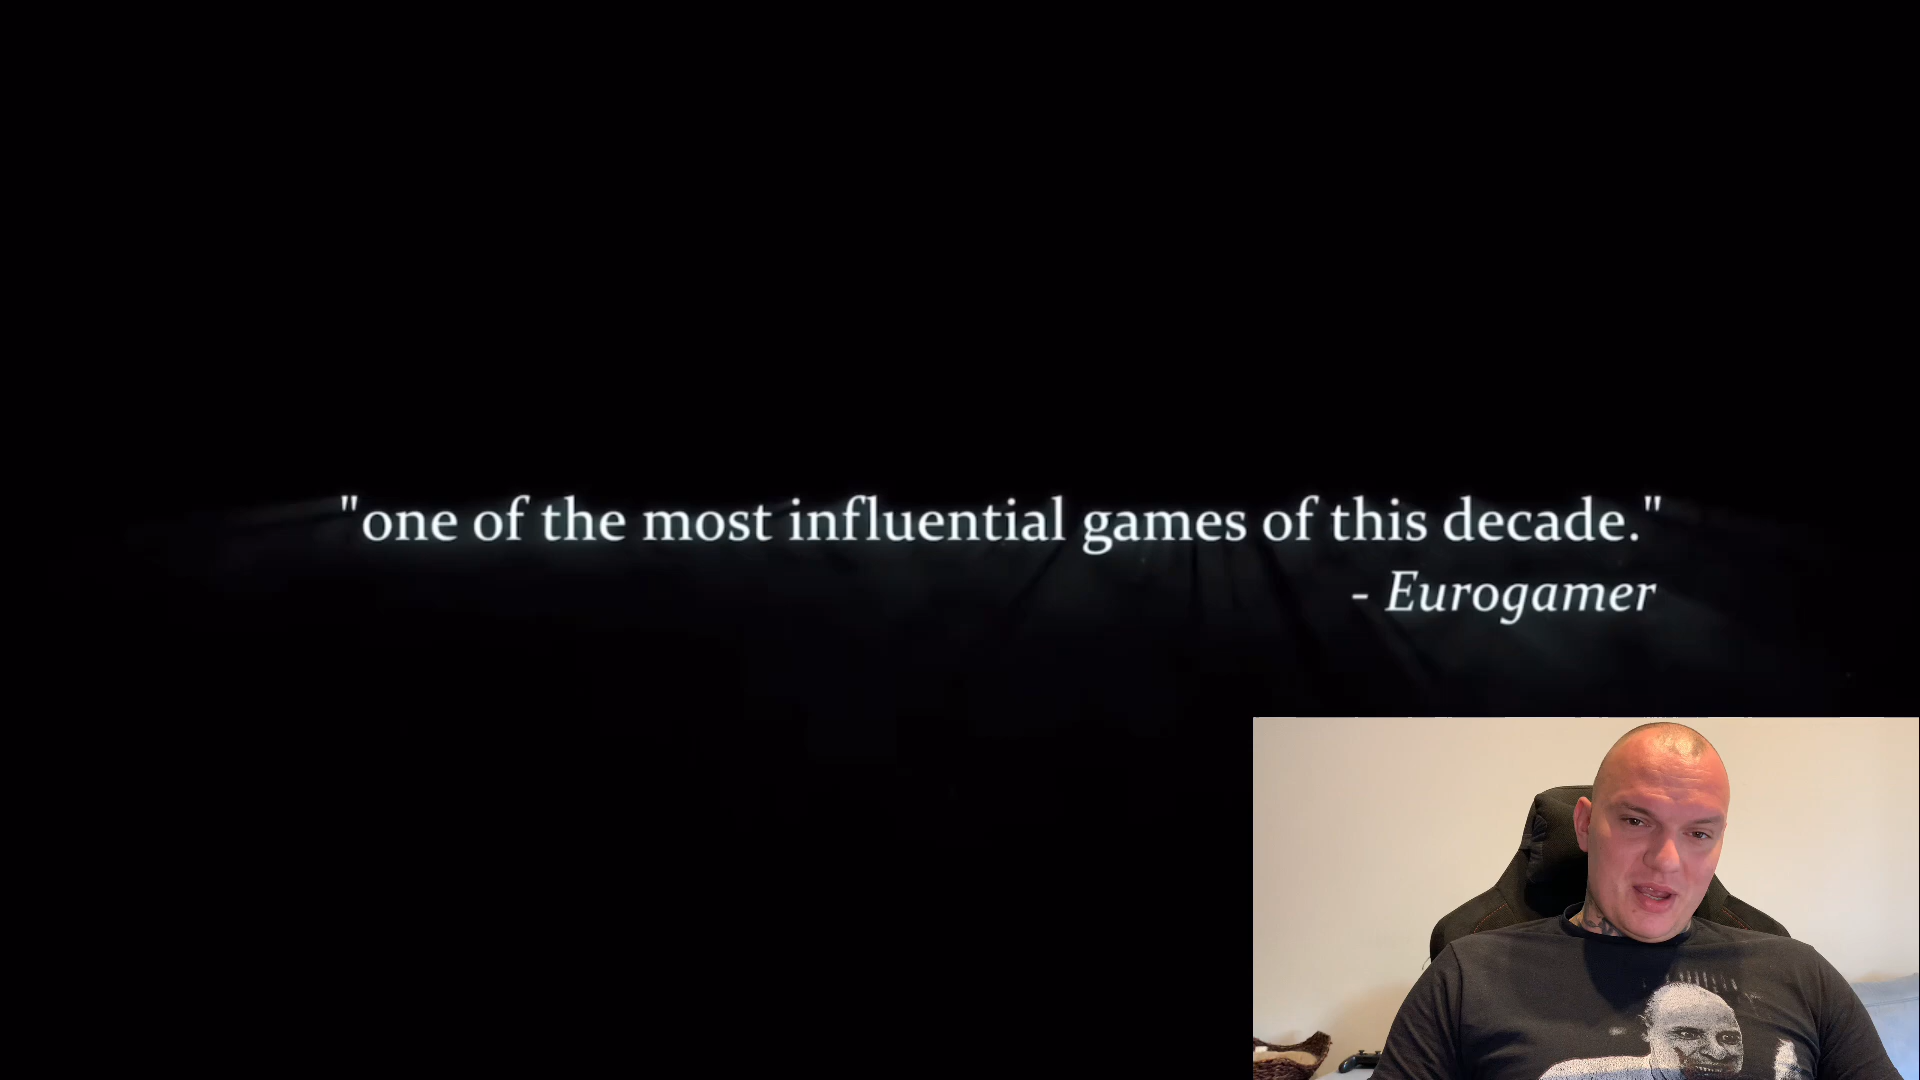 "one of the most influential games of this decade."
- Eurogamer